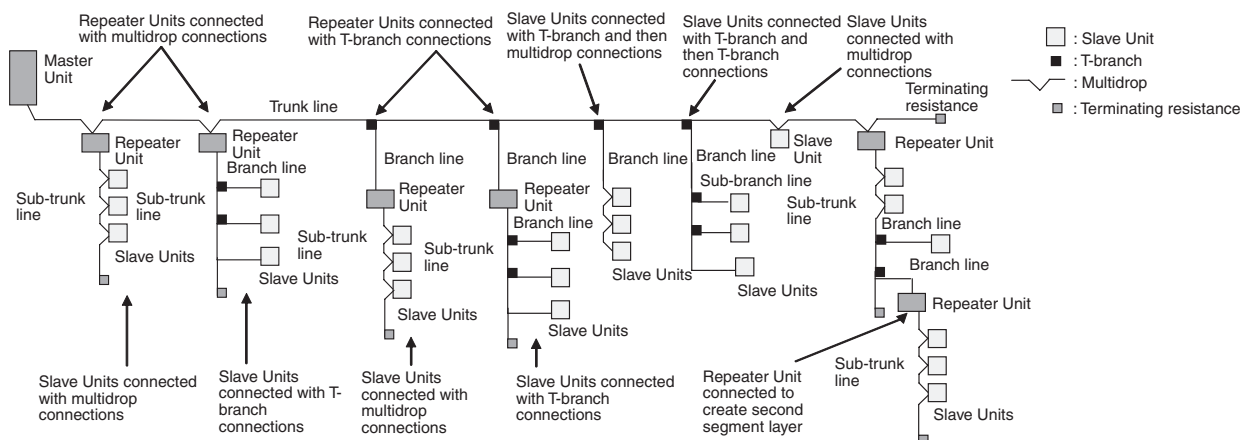 Repeater Units connected
with multidrop connections
Repeater Units connected
with T-branch connections
Slave Units connected
with T-branch and then
multidrop connections
Slave Units connected
with T-branch and
then T-branch
connections
Slave Units
connected with
multidrop
connections
: Slave Unit
: T-branch
: Multidrop
: Terminating resistance
Master
Unit
Trunk line
Terminating
resistance
Repeater
Unit
Repeater
Unit
Branch line
Sub-trunk
line
Sub-trunk
line
Slave Units
Slave Units
Branch line
Repeater
Unit
Sub-trunk
line
Slave Units
Branch line
Repeater
Unit
Branch line
Slave Units
Branch line
Slave Units
Branch line
Sub-branch line
Slave Units
Slave
Unit
Repeater Unit
Sub-trunk
line
Branch line
Branch line
Repeater Unit
Sub-trunk
line
Slave Units
Slave Units connected
with multidrop
connections
Slave Units
connected with T-
branch
connections
Slave Units
connected with
multidrop
connections
Slave Units connected
with T-branch
connections
Repeater Unit
connected to
create second
segment layer